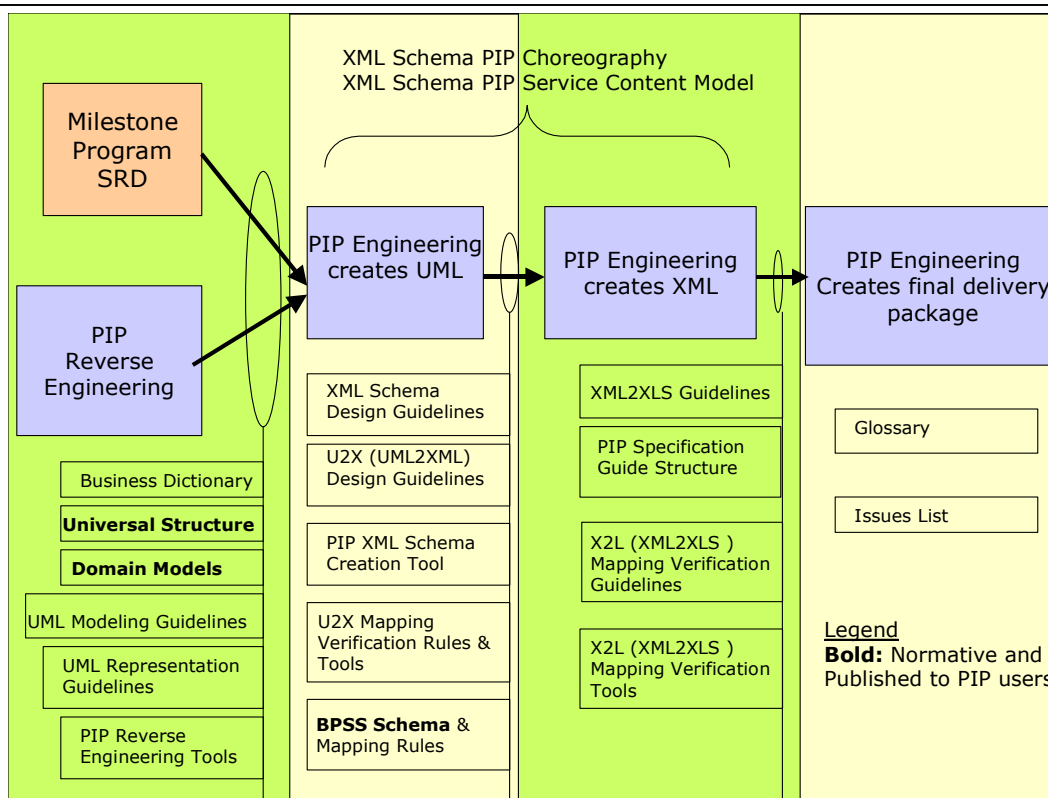 XML Schema PIP Choreography
XML Schema PIP Service Content Model
Milestone
Program
SRD
PIP
Reverse
Engineering
Business Dictionary
Universal Structure
Domain Models
UML Modeling Guidelines
UML Representation
Guidelines
PIP Reverse
Engineering Tools
PIP Engineering
creates UML
XML Schema
Design Guidelines
U2X (UML2XML)
Design Guidelines
PIP XML Schema
Creation Tool
U2X Mapping
Verification Rules &
Tools
BPSS Schema &
Mapping Rules
PIP Engineering
creates XML
XML2XLS Guidelines
PIP Specification
Guide Structure
X2L (XML2XLS )
Mapping Verification
Guidelines
X2L (XML2XLS )
Mapping Verification
Tools
PIP Engineering
Creates final delivery
package
Glossary
Issues List
Legend
Bold: Normative and
Published to PIP users